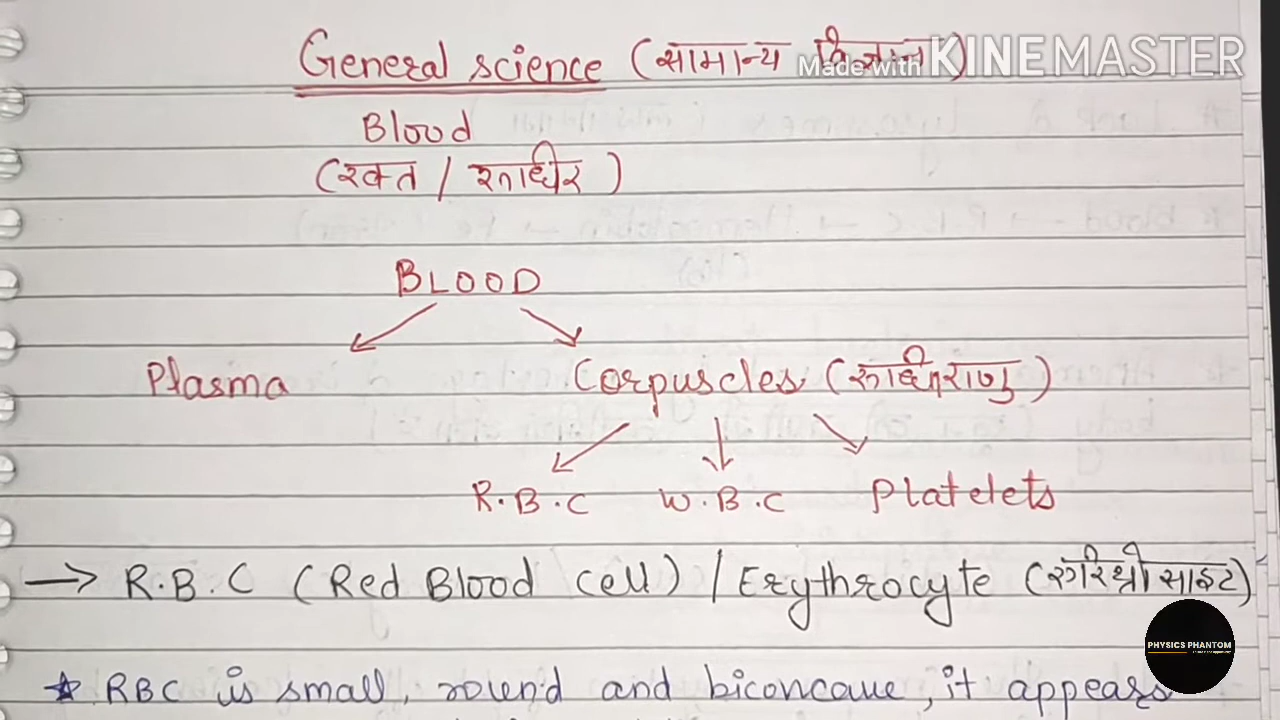 General science (सामान्य विज्ञान)
Made with KINEMASTER
Blood
(रक्त / रुाधीर)
BLOOD
Plasma Corpuscles (रूधिराणु)
R.B.C W.B.C Platelets
→ R.B.C (Red Blood Cell) / Erythrocyte (एरिथ्रोसाइट)
PHYSICS PHANTOM
☆ RBC is small, round and biconcave, it appears